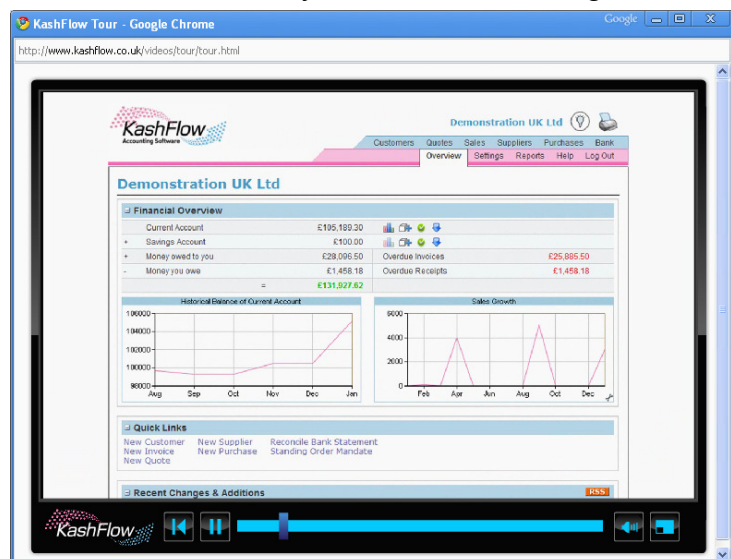 KashFlow Tour - Google Chrome
Google
http://www.kashflow.co.uk/videos/tour/tour.html
KashFlow
Accounting Software
Demonstration UK Ltd
Customers Quotes Sales Suppliers Purchases Bank
Overview Settings Reports Help Log Out
Demonstration UK Ltd
Financial Overview
Current Account £105,189.30
+ Savings Account £100.00
+ Money owed to you £28,096.50 Overdue Invoices £25,885.50
- Money you owe £1,458.18 Overdue Receipts £1,458.18
= £131,927.62
Historical Balance of Current Account
106000
104000
102000
100000
98000
Aug Sep Oct Nov Dec Jan
Sales Growth
6000
4000
2000
0
Feb Apr Jun Aug Oct Dec
Quick Links
New Customer New Supplier Reconcile Bank Statement
New Invoice New Purchase Standing Order Mandate
New Quote
Recent Changes & Additions RSS
KashFlow